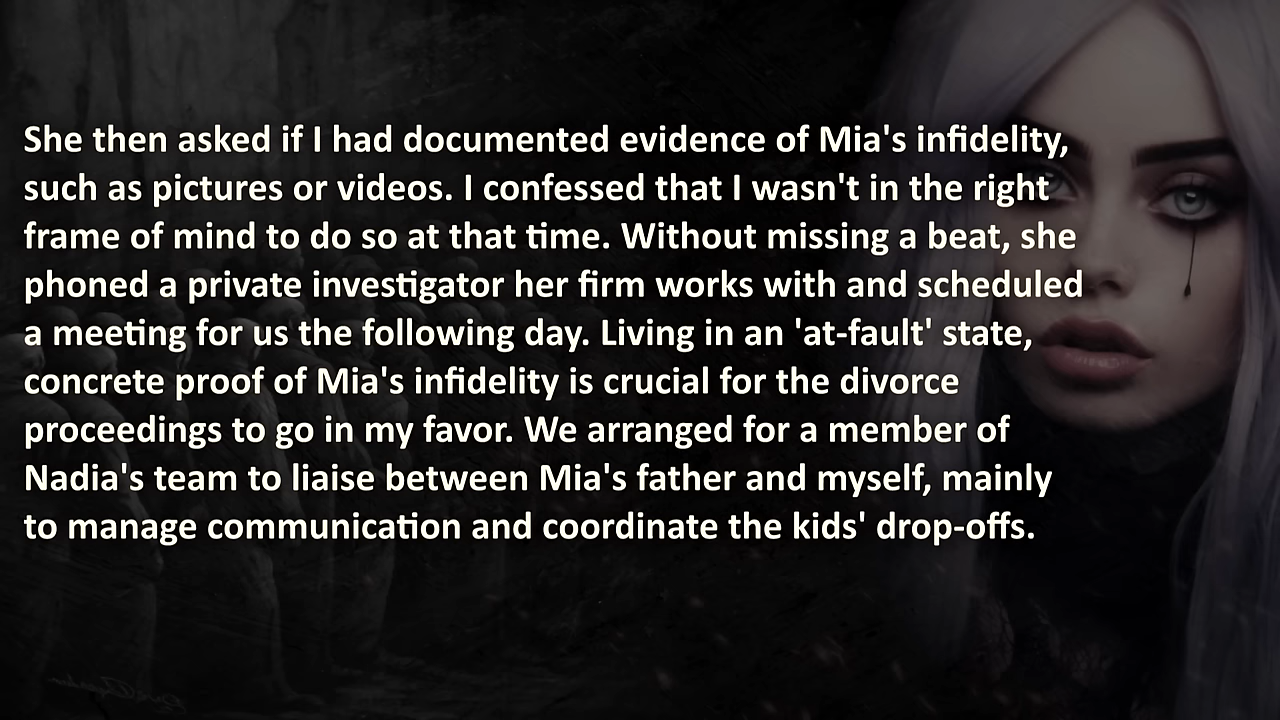 She then asked if I had documented evidence of Mia's infidelity,
such as pictures or videos. I confessed that I wasn't in the right
frame of mind to do so at that time. Without missing a beat, she
phoned a private investigator her firm works with and scheduled
a meeting for us the following day. Living in an 'at-fault' state,
concrete proof of Mia's infidelity is crucial for the divorce
proceedings to go in my favor. We arranged for a member of
Nadia's team to liaise between Mia's father and myself, mainly
to manage communication and coordinate the kids' drop-offs.